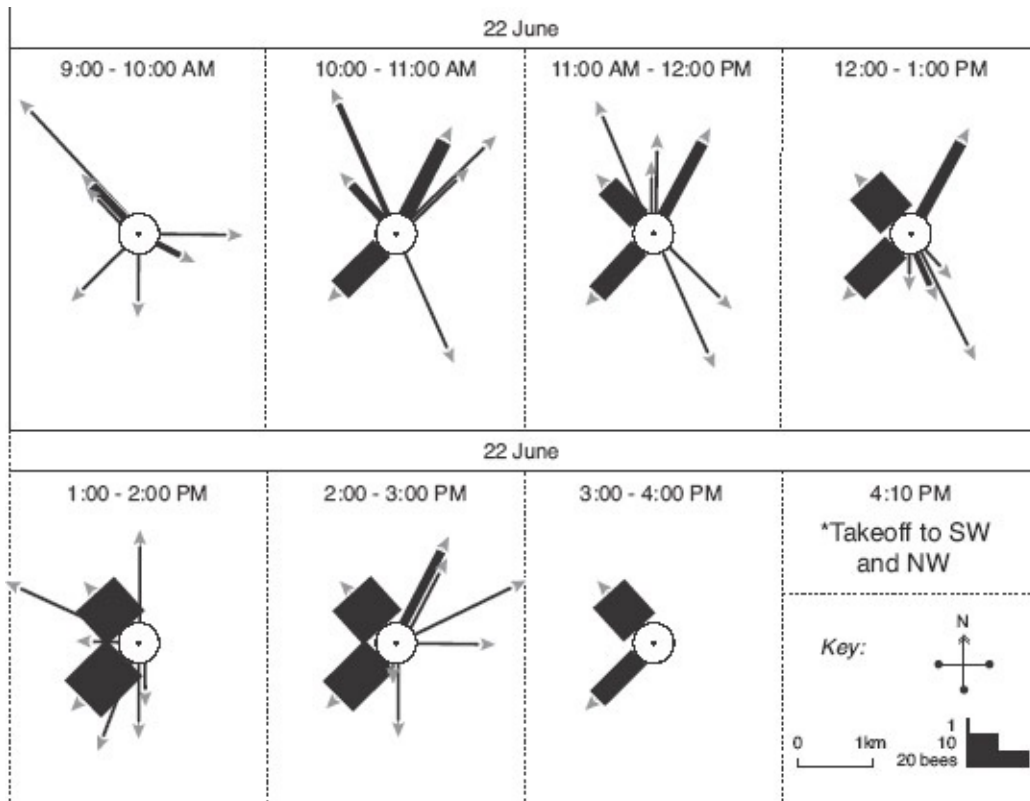 22 June
9:00 - 10:00 AM
10:00 - 11:00 AM
11:00 AM - 12:00 PM
12:00 - 1:00 PM
22 June
1:00 - 2:00 PM
2:00 - 3:00 PM
3:00 - 4:00 PM
4:10 PM
*Takeoff to SW
and NW
Key:
N
0
1km
1
10
20 bees